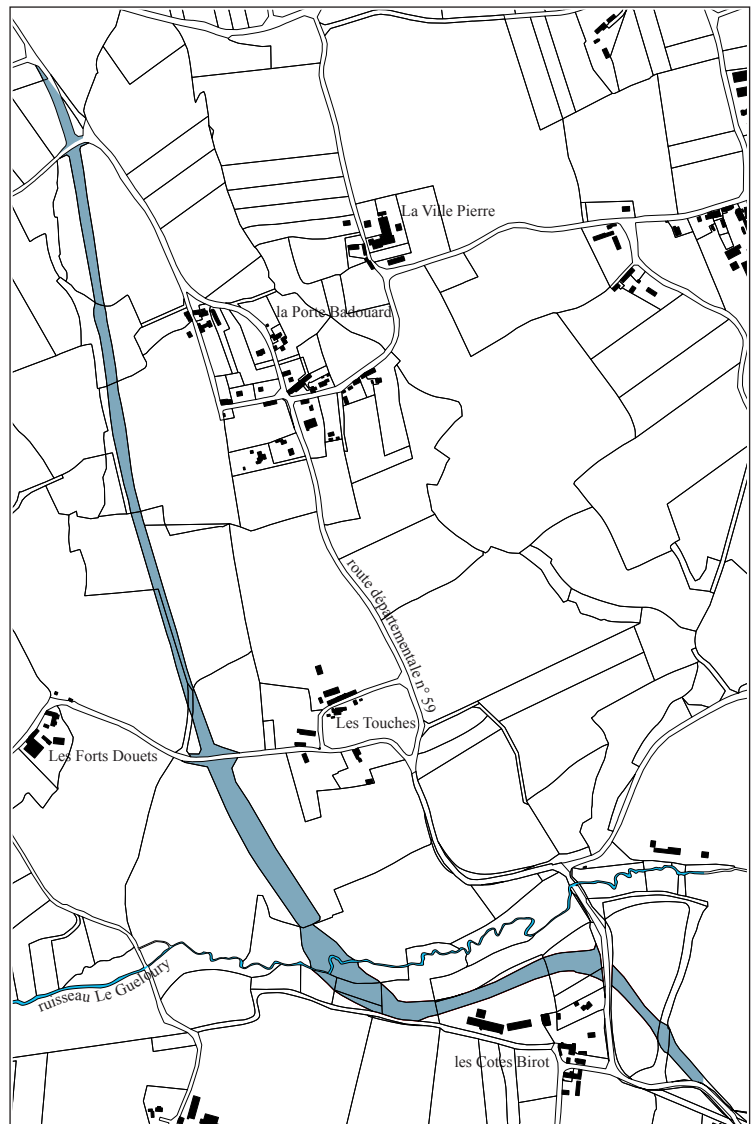 La Ville Pierre
la Porte Badouard
route départementale n° 59
Les Touches
Les Forts Douets
ruisseau Le Gueloury
les Cotes Birot